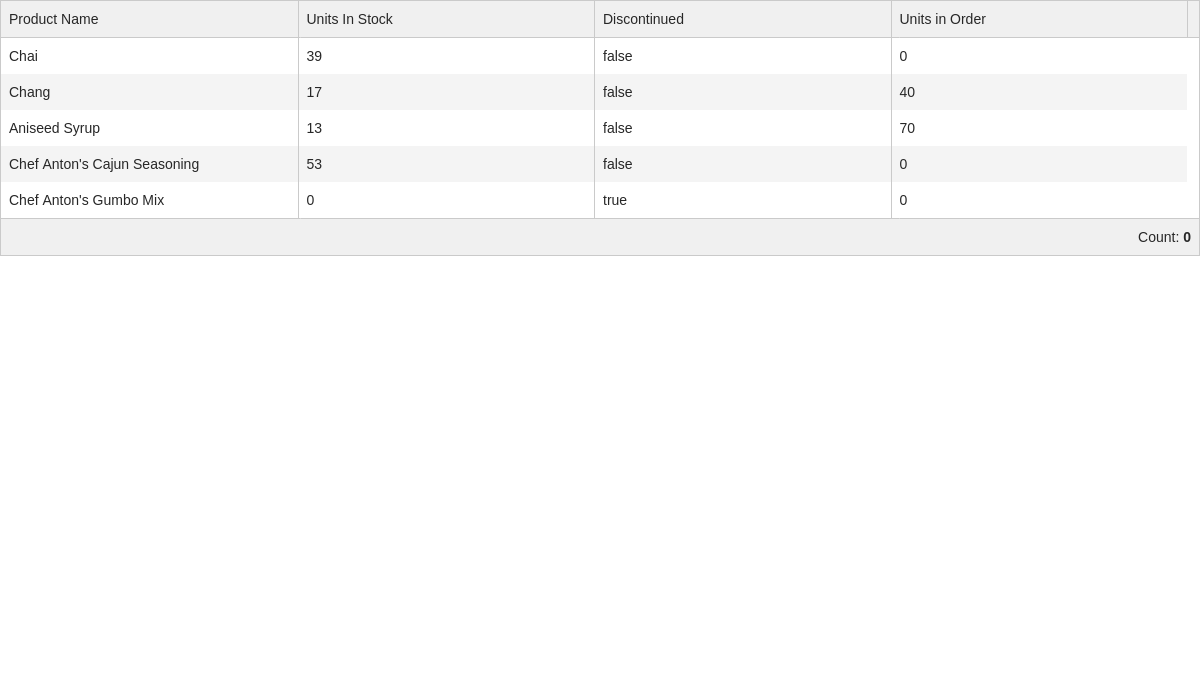 Product Name Units In Stock Discontinued Units in Order
Chai 39 false 0
Chang 17 false 40
Aniseed Syrup 13 false 70
Chef Anton's Cajun Seasoning 53 false 0
Chef Anton's Gumbo Mix 0 true 0
Count: 0